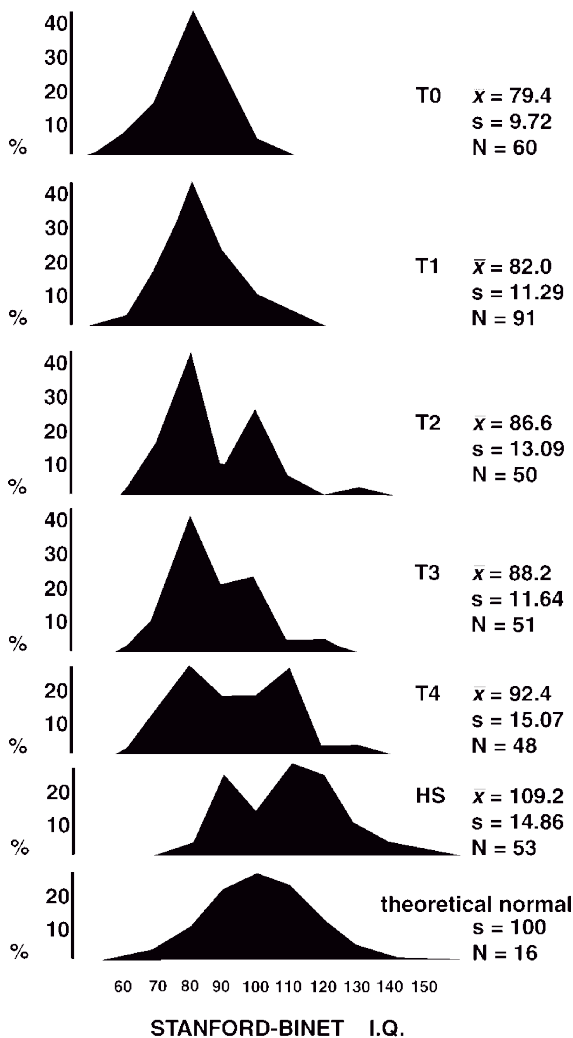 40
30
20
10
%
T0 x = 79.4
s = 9.72
N = 60
40
30
20
10
%
T1 x̅ = 82.0
s = 11.29
N = 91
40
30
20
10
%
T2 x̅ = 86.6
s = 13.09
N = 50
40
30
20
10
%
T3 x̅ = 88.2
s = 11.64
N = 51
20
10
%
T4 x̅ = 92.4
s = 15.07
N = 48
20
10
%
HS x̅ = 109.2
s = 14.86
N = 53
20
10
%
theoretical normal
s = 100
N = 16
60 70 80 90 100 110 120 130 140 150
STANFORD-BINET I.Q.